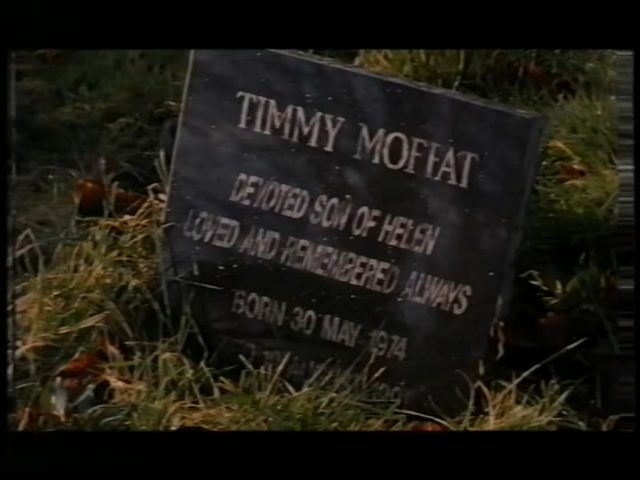 TIMMY MOFFAT
DEVOTED SON OF HELEN
LOVED AND REMEMBERED ALWAYS
BORN 30 MAY 1974